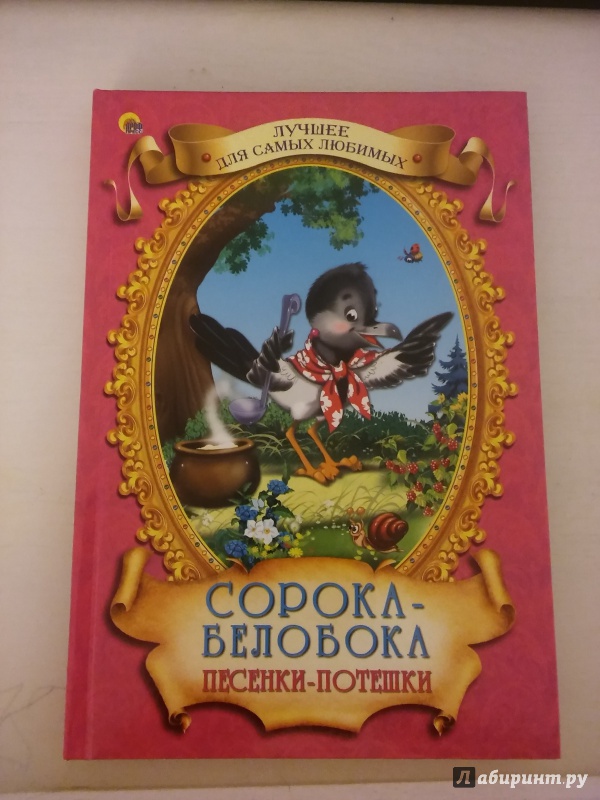 ЛУЧШЕЕ
ДЛЯ САМЫХ ЛЮБИМЫХ
СОРОКА-
БЕЛОБОКА
ПЕСЕНКИ-ПОТЕШКИ
Лабиринт.ру